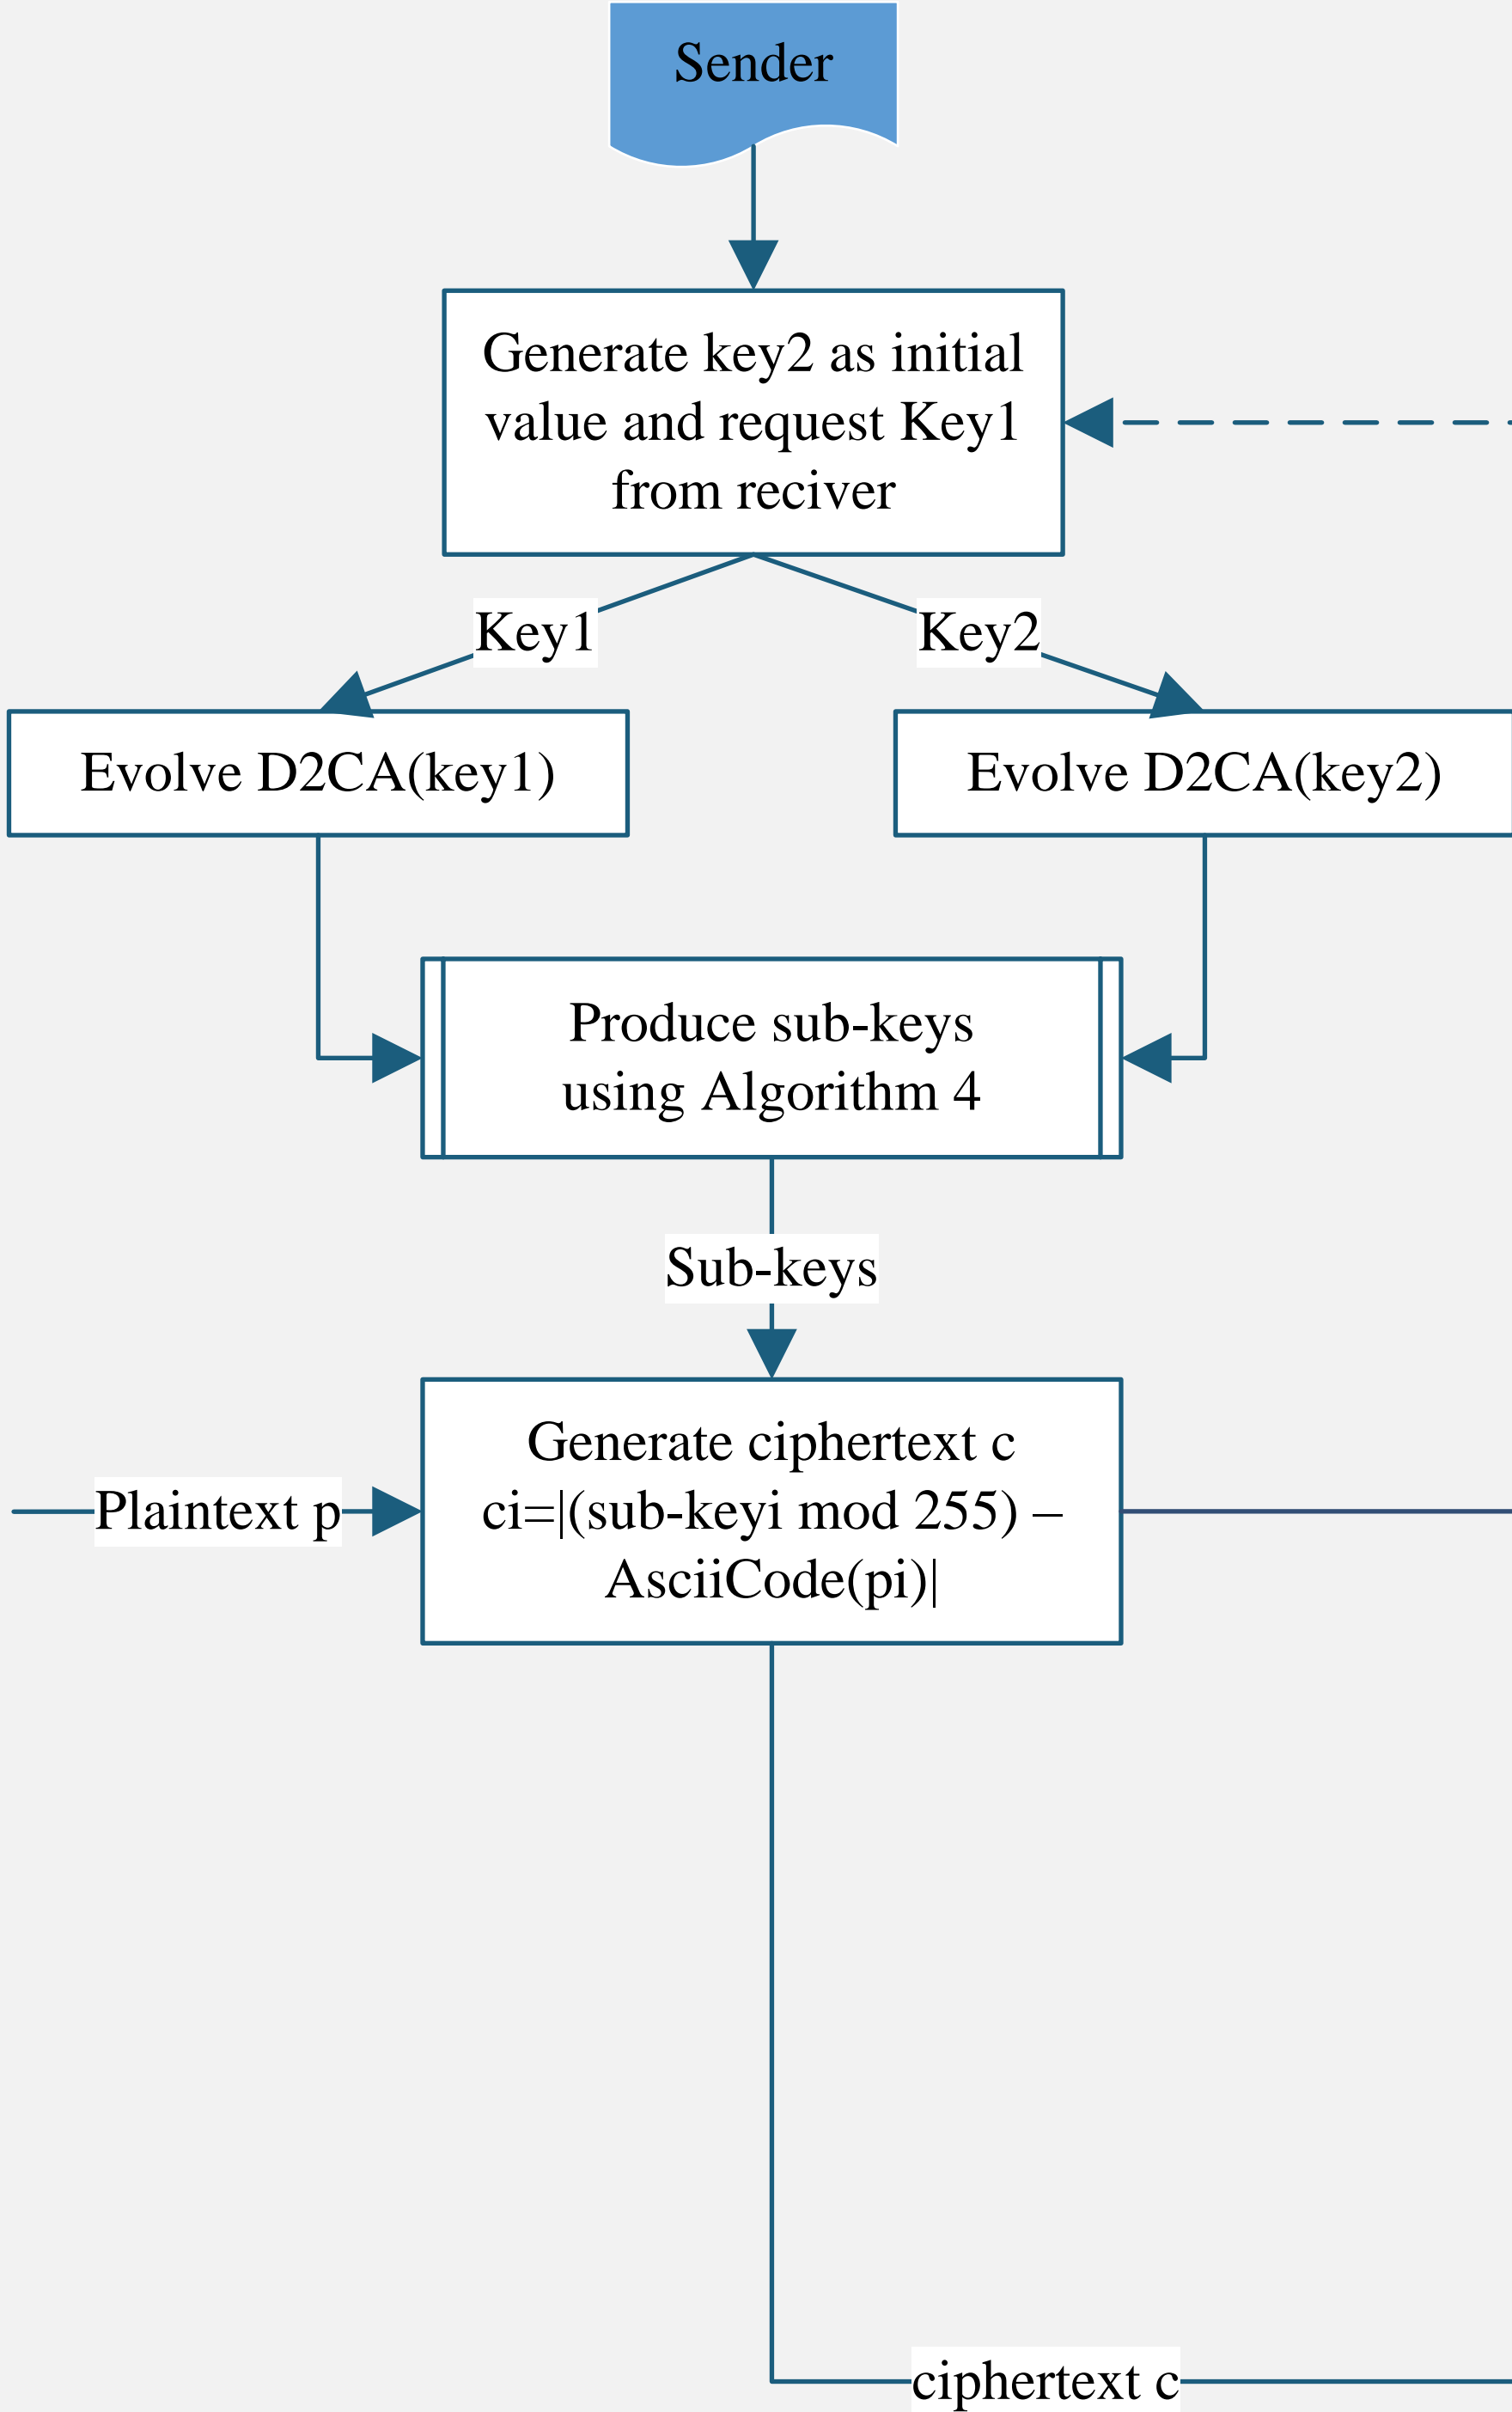 Sender
Generate key2 as initial
value and request Key1
from reciver
Key1
Key2
Evolve D2CA(key1)
Evolve D2CA(key2)
Produce sub-keys
using Algorithm 4
Sub-keys
Generate ciphertext c
ci=|(sub-keyi mod 255) –
AsciiCode(pi)|
Plaintext p
ciphertext c